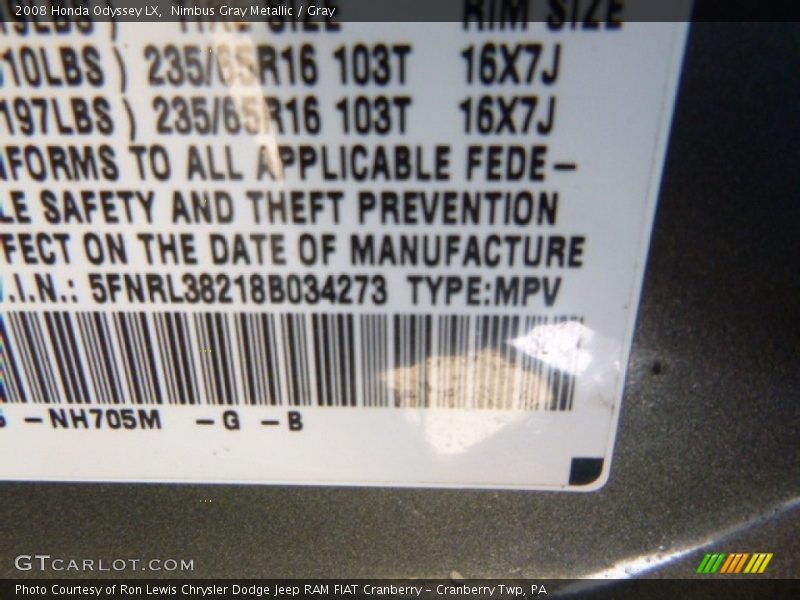 2008 Honda Odyssey LX, Nimbus Gray Metallic / Gray
RIM SIZE
10LBS ) 235/65R16 103T 16X7J
197LBS ) 235/65R16 103T 16X7J
NFORMS TO ALL APPLICABLE FEDE-
LE SAFETY AND THEFT PREVENTION
FFECT ON THE DATE OF MANUFACTURE
.I.N.: 5FNRL38218B034273 TYPE:MPV
-NH705M -G -B
GTCARLOT.COM
Photo Courtesy of Ron Lewis Chrysler Dodge Jeep RAM FIAT Cranberry - Cranberry Twp, PA